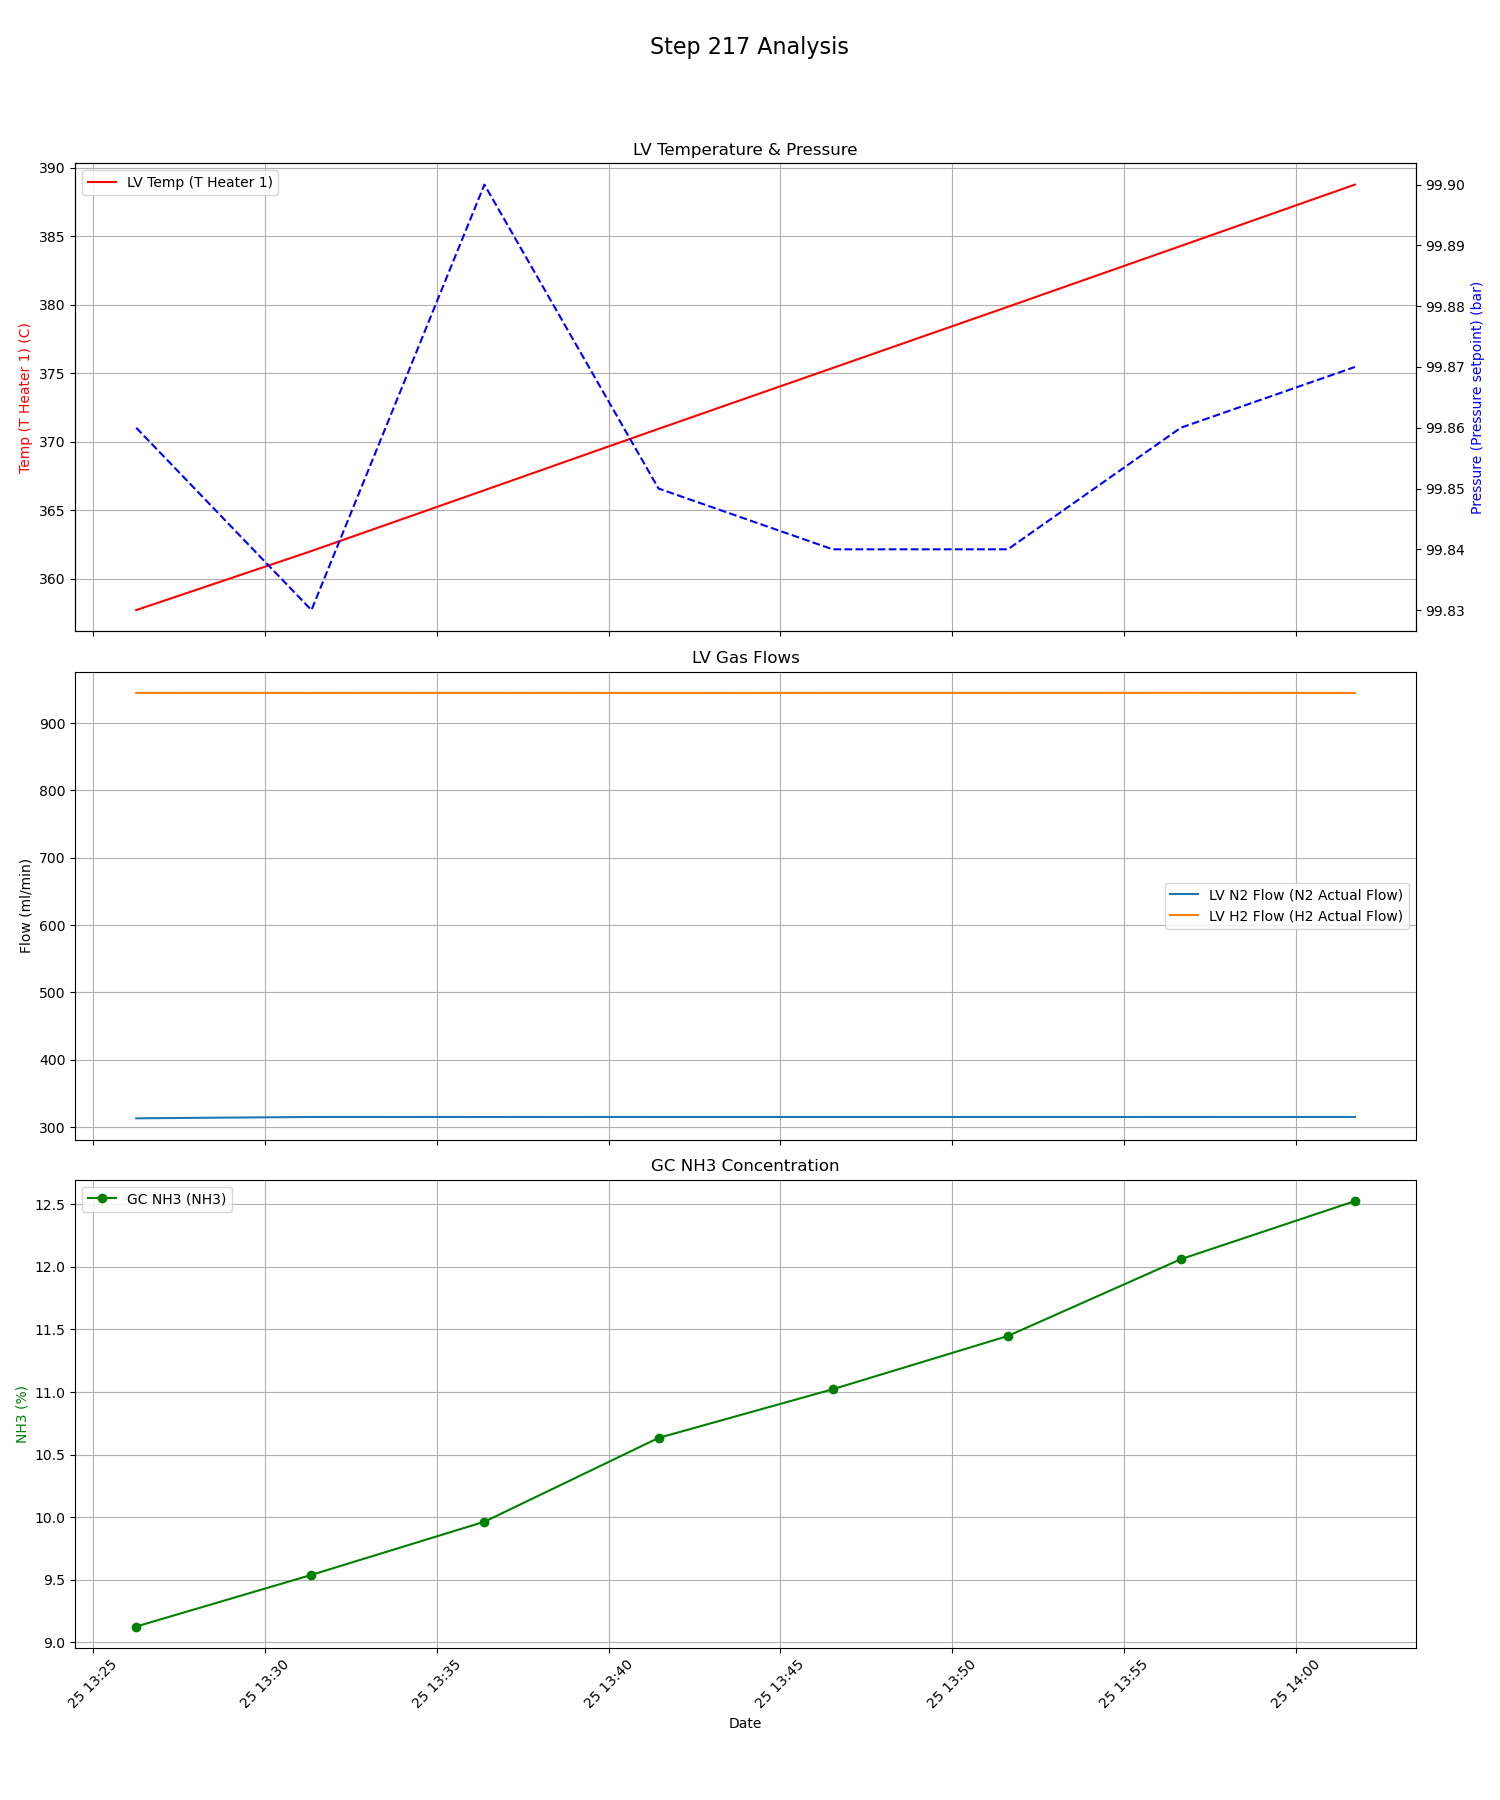 Step 217 Analysis
LV Temperature & Pressure
LV Temp (T Heater 1)
390
385
380
375
370
365
360
Temp (T Heater 1) (C)
99.90
99.89
99.88
99.87
99.86
99.85
99.84
99.83
Pressure (Pressure setpoint) (bar)
LV Gas Flows
900
800
700
600
500
400
300
Flow (ml/min)
LV N2 Flow (N2 Actual Flow)
LV H2 Flow (H2 Actual Flow)
GC NH3 Concentration
GC NH3 (NH3)
12.5
12.0
11.5
11.0
10.5
10.0
9.5
9.0
NH3 (%)
25 13:25
25 13:30
25 13:35
25 13:40
25 13:45
25 13:50
25 13:55
25 14:00
Date